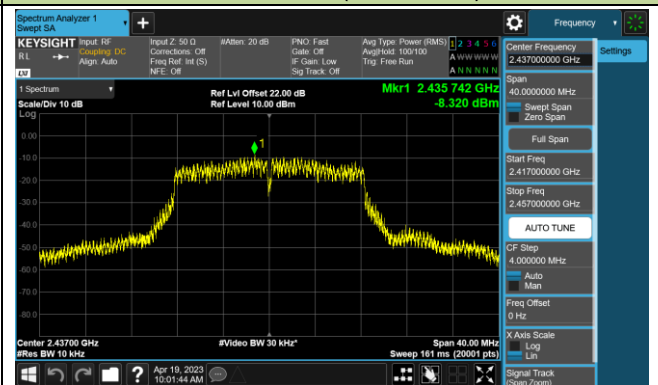 Spectrum Analyzer 1
Swept SA
Frequency
KEYSIGHT
RL
LXI
Input: RF
Coupling: DC
Align: Auto
Input Z: 50 Ω
Corrections: Off
Freq Ref: Int (S)
NFE: Off
#Atten: 20 dB
PNO: Fast
Gate: Off
IF Gain: Low
Sig Track: Off
Avg Type: Power (RMS)
Avg|Hold: 100/100
Trig: Free Run
1 2 3 4 5 6
A W W W W W
A N N N N N
Settings
1 Spectrum
Scale/Div 10 dB
Log
Ref Lvl Offset 22.00 dB
Ref Level 10.00 dBm
Mkr1 2.435 742 GHz
-8.320 dBm
1
0.00
-10.0
-20.0
-30.0
-40.0
-50.0
-60.0
-70.0
-80.0
Center 2.43700 GHz
#Res BW 10 kHz
#Video BW 30 kHz*
Span 40.00 MHz
Sweep 161 ms (20001 pts)
Center Frequency
2.437000000 GHz
Span
40.0000000 MHz
Swept Span
Zero Span
Full Span
Start Freq
2.417000000 GHz
Stop Freq
2.457000000 GHz
AUTO TUNE
CF Step
4.000000 MHz
Auto
Man
Freq Offset
0 Hz
X Axis Scale
Log
Lin
Signal Track
(Span Zoom)
?
Apr 19, 2023
10:01:44 AM